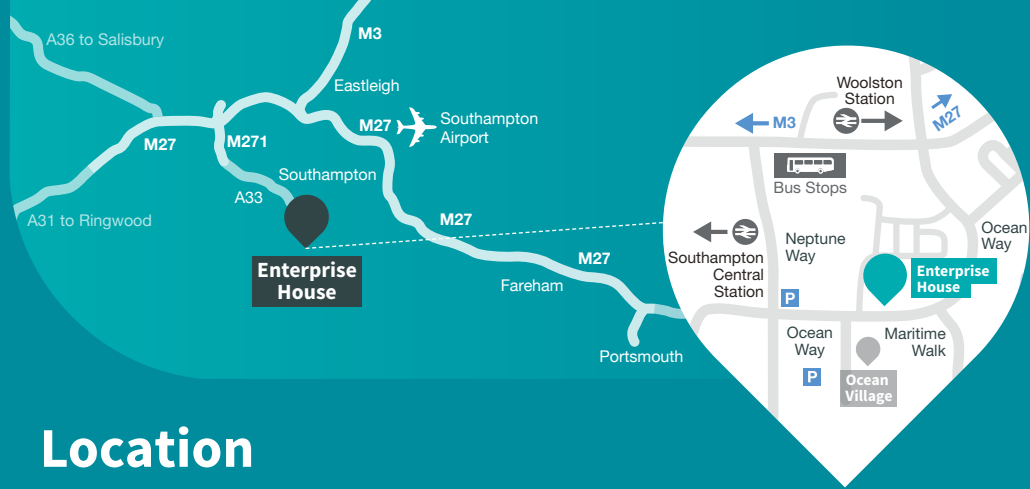 A36 to Salisbury
M3
Eastleigh
M27
M271
M27
Southampton
Airport
Southampton
A33
A31 to Ringwood
Enterprise
House
M27
M27
Fareham
Portsmouth
Woolston
Station
M3
M27
Bus Stops
Neptune
Way
Ocean
Way
Southampton
Central
Station
Enterprise
House
P
Ocean
Way
Maritime
Walk
P
Ocean
Village
Location